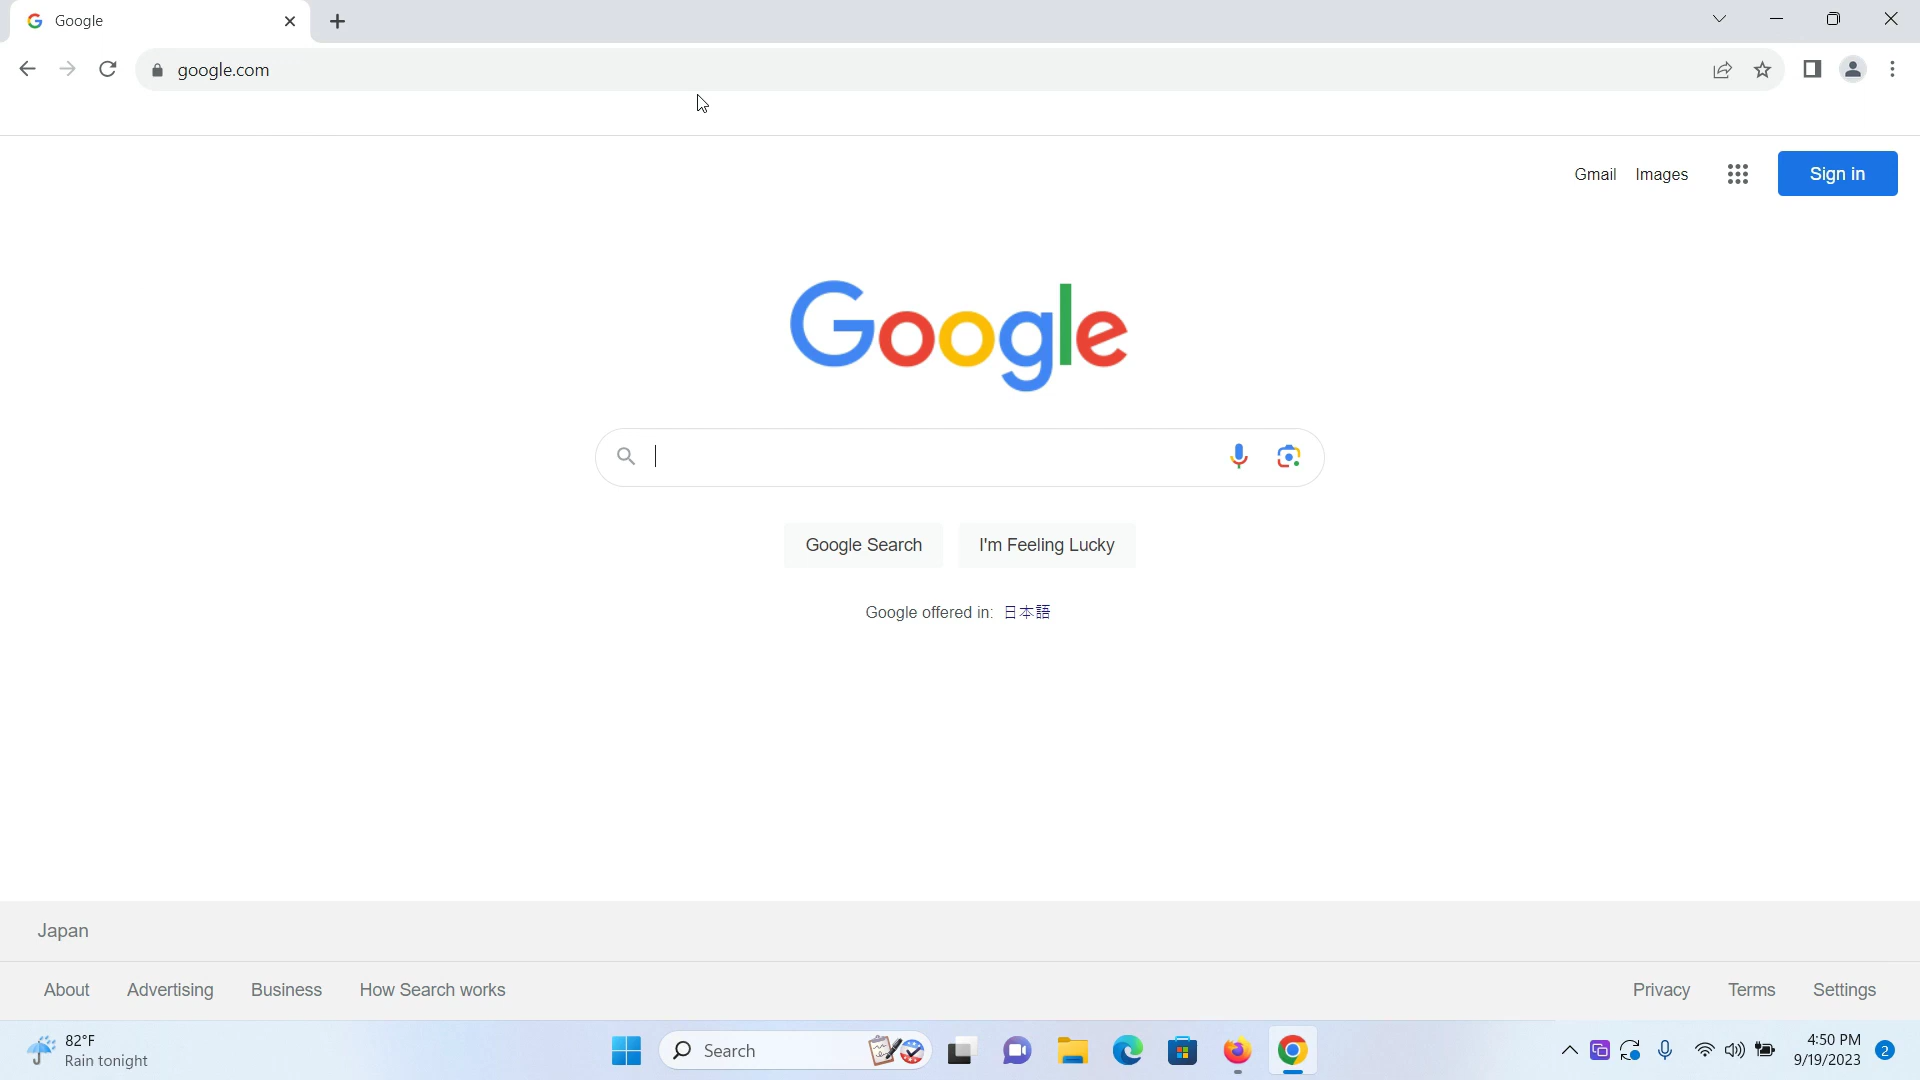 Google
google.com
Gmail Images Sign in
Google
Google Search I'm Feeling Lucky
Google offered in: 日本語
Japan
About Advertising Business How Search works Privacy Terms Settings
82°F
Rain tonight
Search
4:50 PM
9/19/2023
2